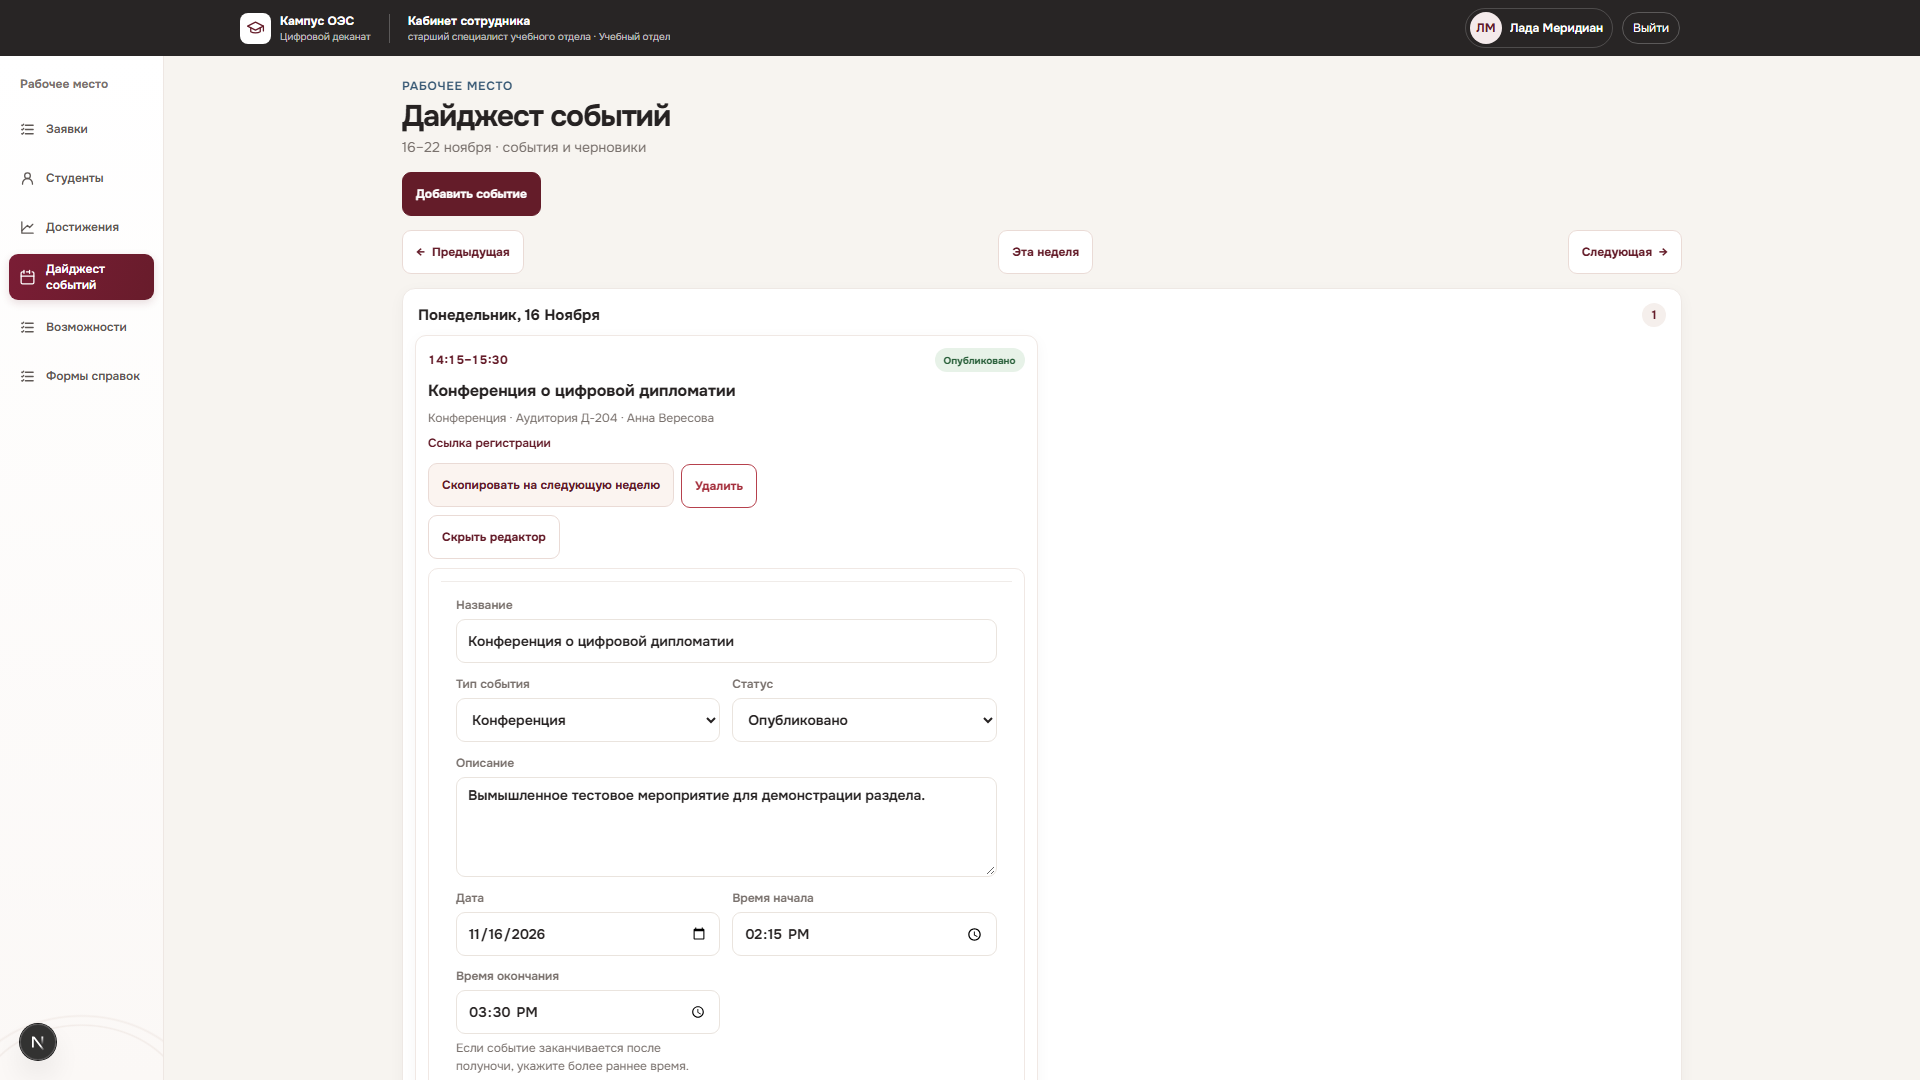 Кампус ОЭС
Цифровой деканат
Кабинет сотрудника
старший специалист учебного отдела · Учебный отдел
ЛМ
Лада Меридиан
Выйти
Рабочее место
Заявки
Студенты
Достижения
Дайджест
событий
Возможности
Формы справок
РАБОЧЕЕ МЕСТО
Дайджест событий
16–22 ноября · события и черновики
Добавить событие
← Предыдущая
Эта неделя
Следующая →
Понедельник, 16 Ноября
1
14:15–15:30
Опубликовано
Конференция о цифровой дипломатии
Конференция · Аудитория Д-204 · Анна Вересова
Ссылка регистрации
Скопировать на следующую неделю
Удалить
Скрыть редактор
Название
Конференция о цифровой дипломатии
Тип события
Статус
Конференция
Опубликовано
Описание
Вымышленное тестовое мероприятие для демонстрации раздела.
Дата
Время начала
11/16/2026
02:15 PM
Время окончания
03:30 PM
Если событие заканчивается после
полуночи, укажите более раннее время.
N